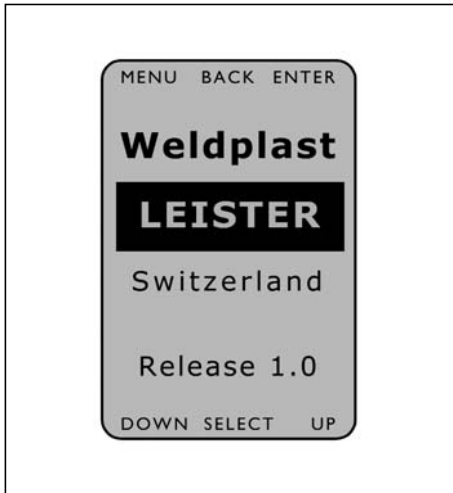 MENU BACK ENTER
Weldplast
LEISTER
Switzerland
Release 1.0
DOWN SELECT UP